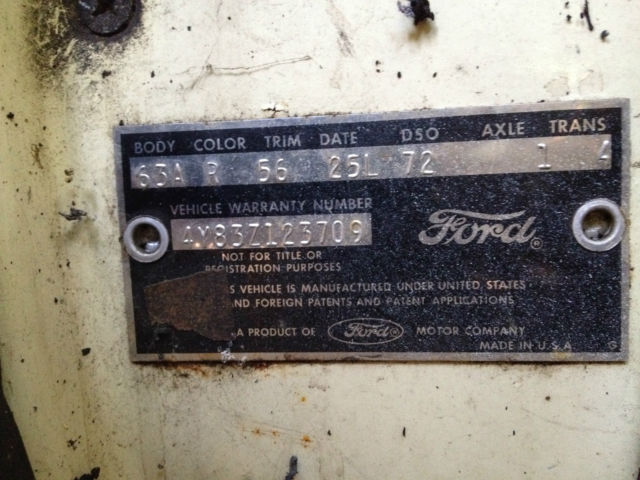 BODY COLOR TRIM DATE DSO AXLE TRANS
63A R 56 25L 72 1 4
VEHICLE WARRANTY NUMBER
4Y83Z123709
Ford®
NOT FOR TITLE OR
REGISTRATION PURPOSES
S VEHICLE IS MANUFACTURED UNDER UNITED STATES
ND FOREIGN PATENTS AND PATENT APPLICATIONS
A PRODUCT OF Ford® MOTOR COMPANY
MADE IN U.S.A. G